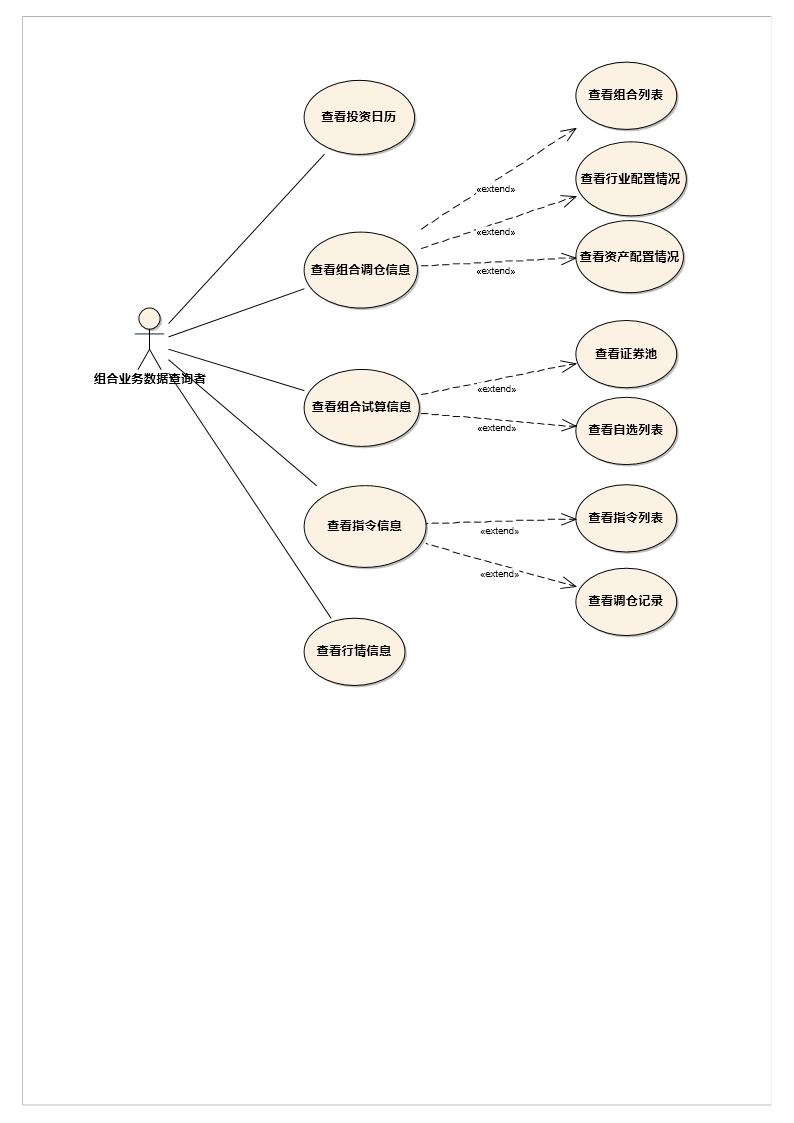 查看投资日历
查看组合列表
查看行业配置情况
«extend»
«extend»
查看资产配置情况
查看组合调仓信息
«extend»
查看证券池
组合业务数据查询者
«extend»
查看组合试算信息
«extend»
查看自选列表
查看指令列表
查看指令信息
«extend»
«extend»
查看调仓记录
查看行情信息